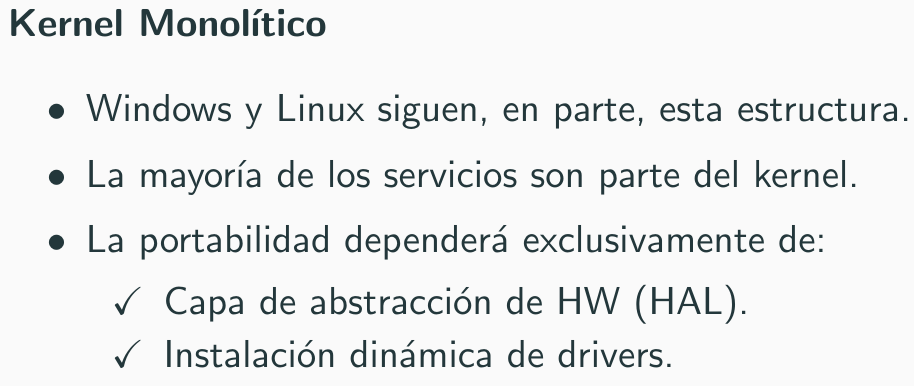 Kernel Monolítico
• Windows y Linux siguen, en parte, esta estructura.
• La mayoría de los servicios son parte del kernel.
• La portabilidad dependerá exclusivamente de:
✓ Capa de abstracción de HW (HAL).
✓ Instalación dinámica de drivers.